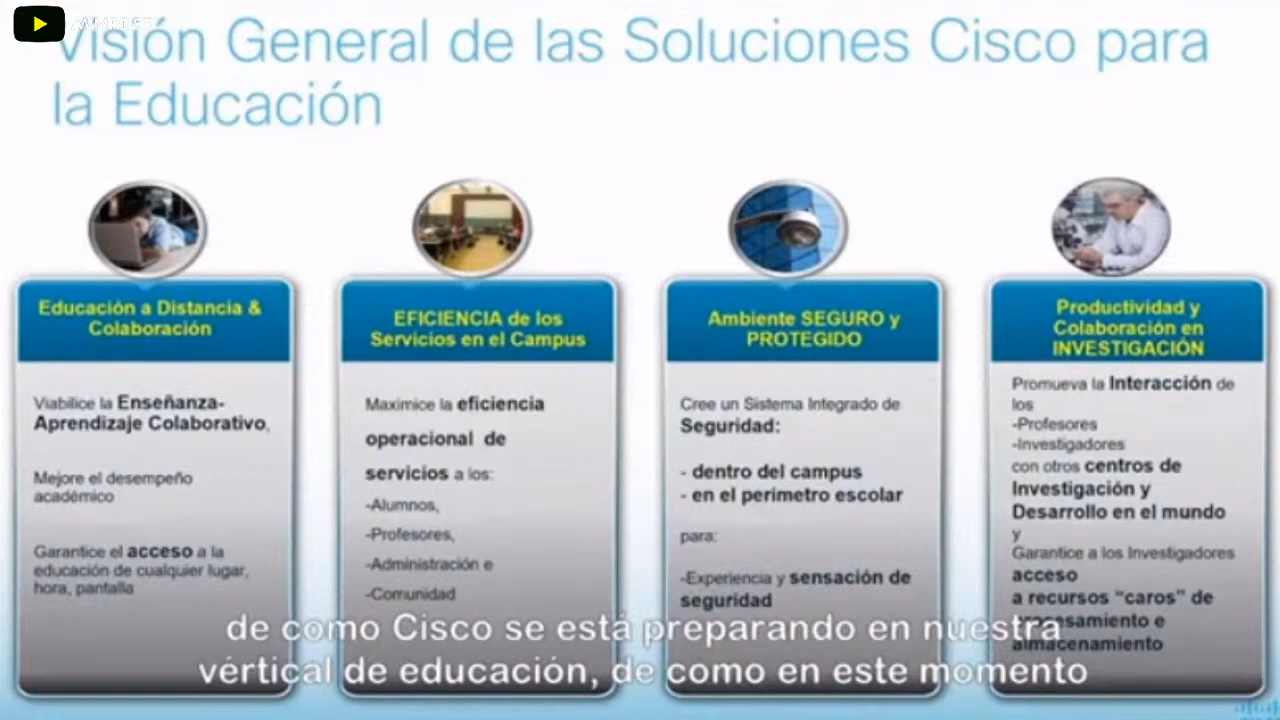 Visión General de las Soluciones Cisco para
la Educación
Educación a Distancia &
Colaboración
Viabilice la Enseñanza-
Aprendizaje Colaborativo,
Mejore el desempeño
académico
Garantice el acceso a la
educación de cualquier lugar,
hora, pantalla
EFICIENCIA de los
Servicios en el Campus
Maximice la eficiencia
operacional de
servicios a los:
-Alumnos,
-Profesores,
-Administración e
-Comunidad
Ambiente SEGURO y
PROTEGIDO
Cree un Sistema Integrado de
Seguridad:
- dentro del campus
- en el perimetro escolar
para:
-Experiencia y sensación de
seguridad
Productividad y
Colaboración en
INVESTIGACIÓN
Promueva la Interacción de
los
-Profesores
-Investigadores
con otros centros de
Investigación y
Desarrollo en el mundo
y
Garantice a los Investigadores
acceso
a recursos “caros” de
procesamiento e
almacenamiento
de como Cisco se está preparando en nuestra
vértical de educación, de como en este momento